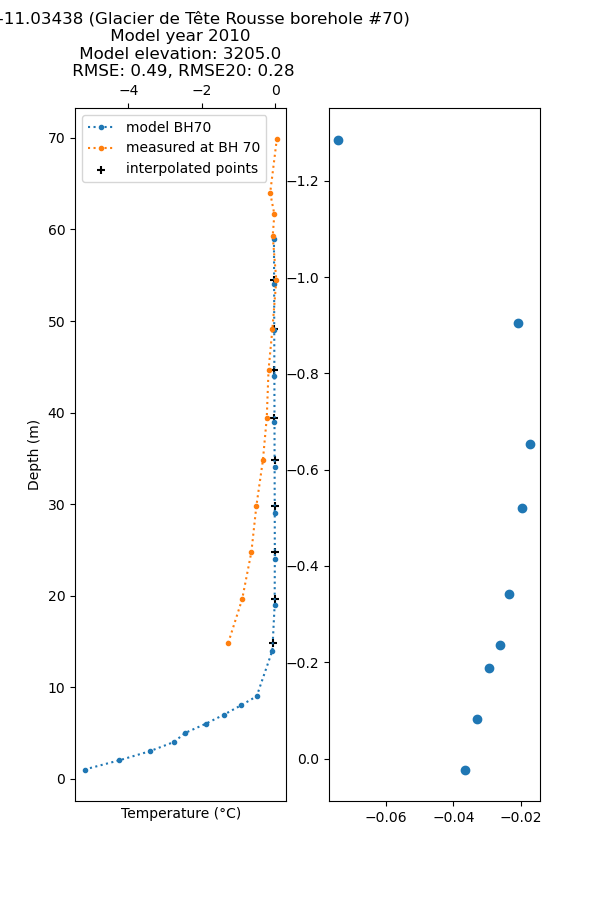 -11.03438 (Glacier de Tête Rousse borehole #70)
Model year 2010
Model elevation: 3205.0
RMSE: 0.49, RMSE20: 0.28
−4 −2 0
model BH70
measured at BH 70
interpolated points
70
60
50
40
30
20
10
0
Depth (m)
Temperature (°C)
−1.2
−1.0
−0.8
−0.6
−0.4
−0.2
0.0
−0.06 −0.04 −0.02